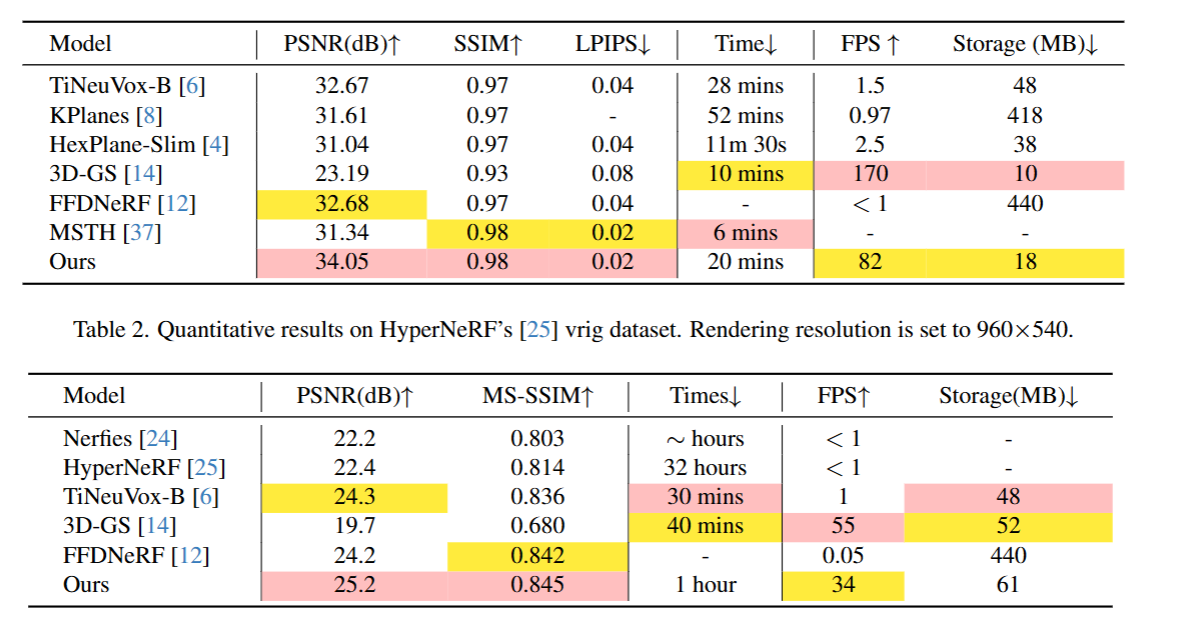 Model PSNR(dB)↑ SSIM↑ LPIPS↓ Time↓ FPS ↑ Storage (MB)↓
TiNeuVox-B [6] 32.67 0.97 0.04 28 mins 1.5 48
KPlanes [8] 31.61 0.97 - 52 mins 0.97 418
HexPlane-Slim [4] 31.04 0.97 0.04 11m 30s 2.5 38
3D-GS [14] 23.19 0.93 0.08 10 mins 170 10
FFDNeRF [12] 32.68 0.97 0.04 - < 1 440
MSTH [37] 31.34 0.98 0.02 6 mins - -
Ours 34.05 0.98 0.02 20 mins 82 18
Table 2. Quantitative results on HyperNeRF's [25] vrig dataset. Rendering resolution is set to 960×540.
Model PSNR(dB)↑ MS-SSIM↑ Times↓ FPS↑ Storage(MB)↓
Nerfies [24] 22.2 0.803 ∼ hours < 1 -
HyperNeRF [25] 22.4 0.814 32 hours < 1 -
TiNeuVox-B [6] 24.3 0.836 30 mins 1 48
3D-GS [14] 19.7 0.680 40 mins 55 52
FFDNeRF [12] 24.2 0.842 - 0.05 440
Ours 25.2 0.845 1 hour 34 61